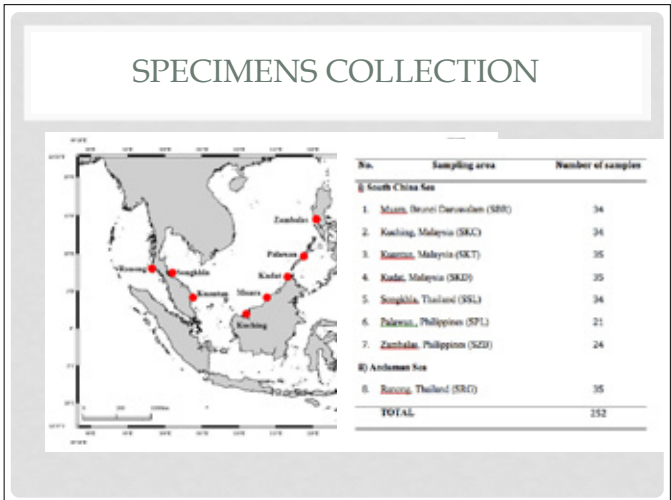 SPECIMENS COLLECTION
Zambales
Palawan
Ranong
Songkhla
Kudat
Kuantan
Muara
Kuching
No. Sampling area Number of samples
i) South China Sea
1. Muara, Brunei Darussalam (SBR) 34
2. Kuching, Malaysia (SKC) 34
3. Kuantan, Malaysia (SKT) 35
4. Kudat, Malaysia (SKD) 35
5. Songkhla, Thailand (SSL) 34
6. Palawan, Philippines (SPL) 21
7. Zambales, Philippines (SZB) 24
ii) Andaman Sea
8. Ranong, Thailand (SRG) 35
TOTAL 252